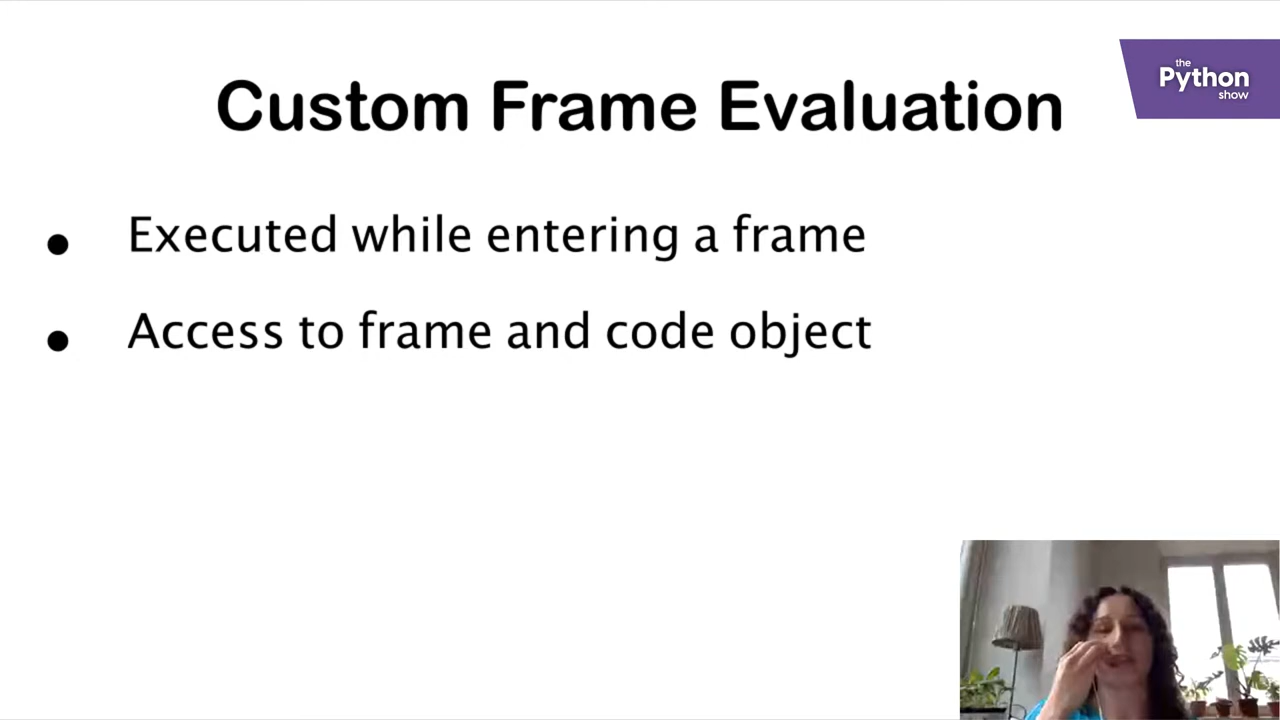 the
Python
show
Custom Frame Evaluation
• Executed while entering a frame
• Access to frame and code object